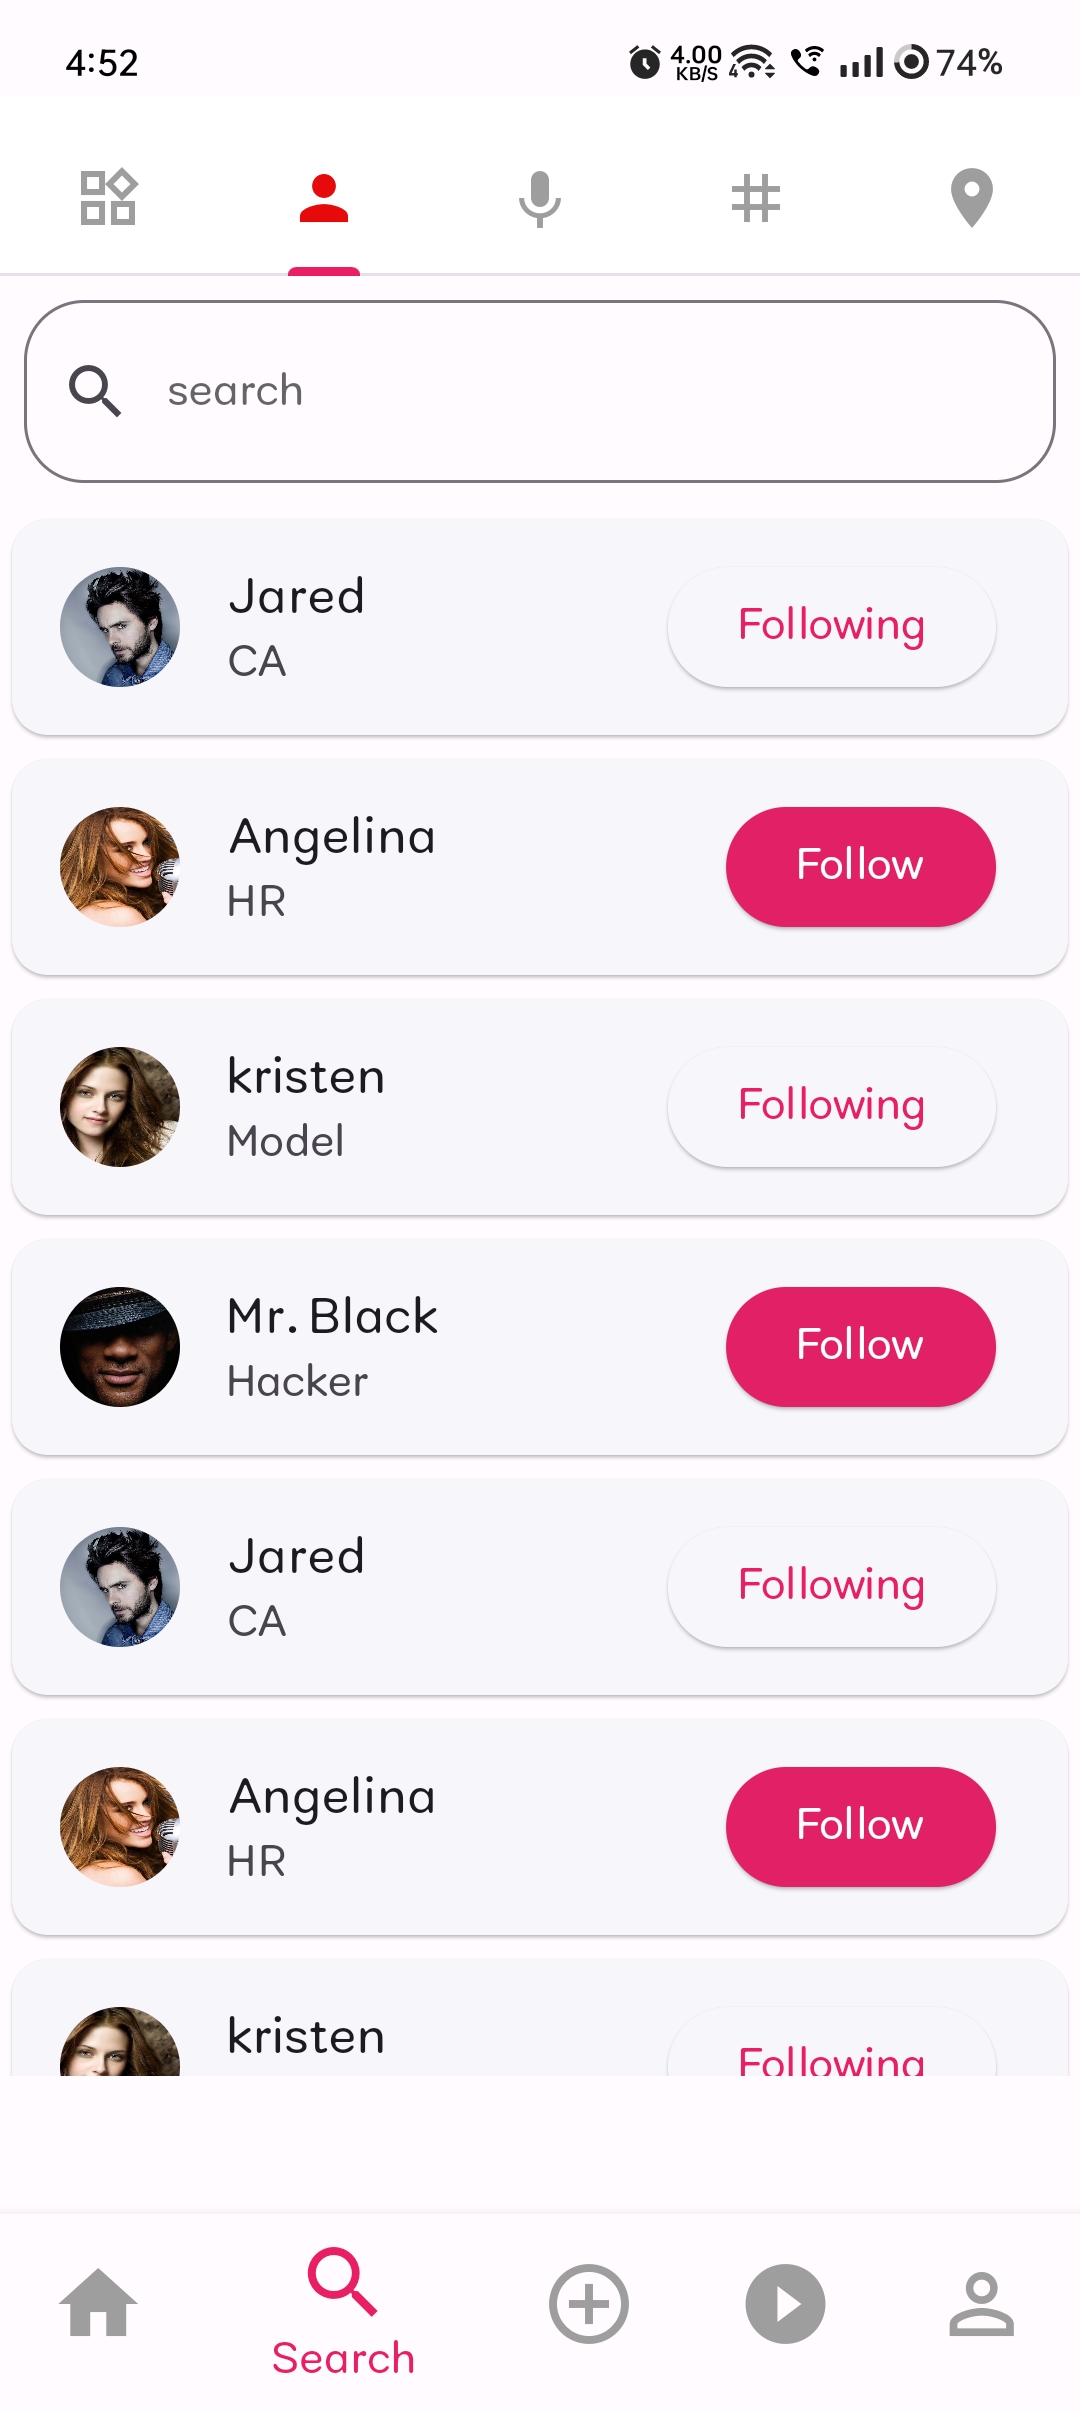 4:52
4.00
KB/S
4
74%
search
Jared
CA
Following
Angelina
HR
Follow
kristen
Model
Following
Mr. Black
Hacker
Follow
Jared
CA
Following
Angelina
HR
Follow
kristen
Following
Search